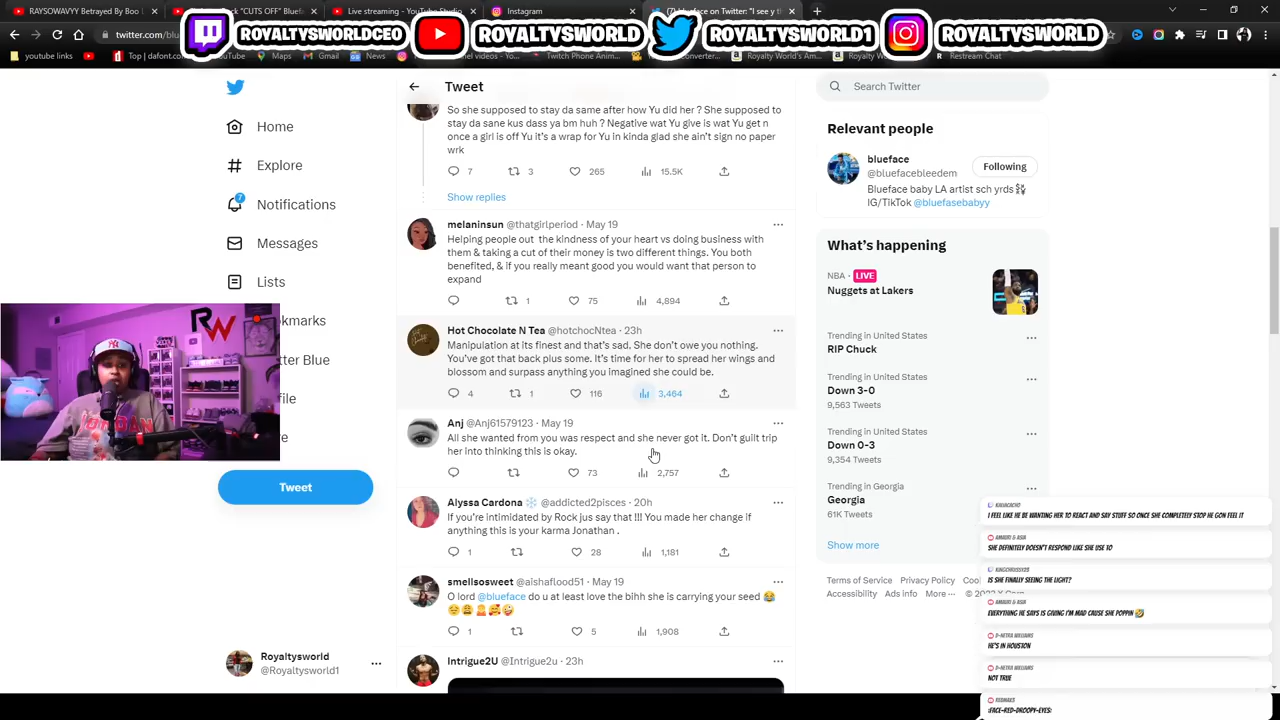 RAYSOWAVVY Betrayed By Boo
"CUTS OFF" Bluef
Live streaming - YouTube Studio
Instagram
blueface on Twitter: "I see y th
twitter.com/blu
ROYALTYSWORLDCEO
ROYALTYSWORLD
ROYALTYSWORLD1
ROYALTYSWORLD
youtube links
dafont.com
Maps
Gmail
News
Twitch Phone Anim...
Royalty World's Am...
Restream Chat
Home
Explore
7
Notifications
Messages
Lists
okmarks
tter Blue
Tweet
Royaltysworld
@Royaltysworld1
Tweet
So she supposed to stay da same after how Yu did her ? She supposed to
stay da sane kus dass ya bm huh ? Negative wat Yu give is wat Yu get n
once a girl is off Yu it's a wrap for Yu in kinda glad she ain't sign no paper
wrk
7 3 265 15.5K
Show replies
melaninsun @thatgirlperiod · May 19
Helping people out the kindness of your heart vs doing business with
them & taking a cut of their money is two different things. You both
benefited, & if you really meant good you would want that person to
expand
1 75 4,894
Hot Chocolate N Tea @hotchocNtea · 23h
Manipulation at its finest and that's sad. She don't owe you nothing.
You've got that back plus some. It's time for her to spread her wings and
blossom and surpass anything you imagined she could be.
4 1 116 3,464
Anj @Anj61579123 · May 19
All she wanted from you was respect and she never got it. Don't guilt trip
her into thinking this is okay.
73 2,757
Alyssa Cardona ❄️ @addicted2pisces · 20h
If you're intimidated by Rock jus say that !!! You made her change if
anything this is your karma Jonathan .
1 28 1,181
smellsosweet @aishaflood51 · May 19
O lord @blueface do u at least love the bihh she is carrying your seed 😂
1 5 1,908
Intrigue2U @Intrigue2u · 23h
Search Twitter
Relevant people
blueface
@bluefacebleedem
Following
Blueface baby LA artist sch yrds
IG/TikTok @bluefasebabyy
What's happening
NBA · LIVE
Nuggets at Lakers
Trending in United States
RIP Chuck
Trending in United States
Down 3-0
9,563 Tweets
Trending in United States
Down 0-3
9,354 Tweets
Trending in Georgia
Georgia
61K Tweets
Show more
Terms of Service Privacy Policy Coo
Accessibility Ads info More ···
I FEEL LIKE HE BE WANTING HER TO REACT AND SAY STUFF SO ONCE SHE COMPLETELY STOP HE GON FEEL IT
AMAURI & ASIA
SHE DEFINITELY DOESN'T RESPOND LIKE SHE USE TO
IS SHE FINALLY SEEING THE LIGHT?
AMAURI & ASIA
EVERYTHING HE SAYS IS GIVING I'M MAD CAUSE SHE POPPIN 🤣
D-NETRA WILLIAMS
HE'S IN HOUSTON
D-NETRA WILLIAMS
NOT TRUE
:FACE-RED-DROOPY-EYES: